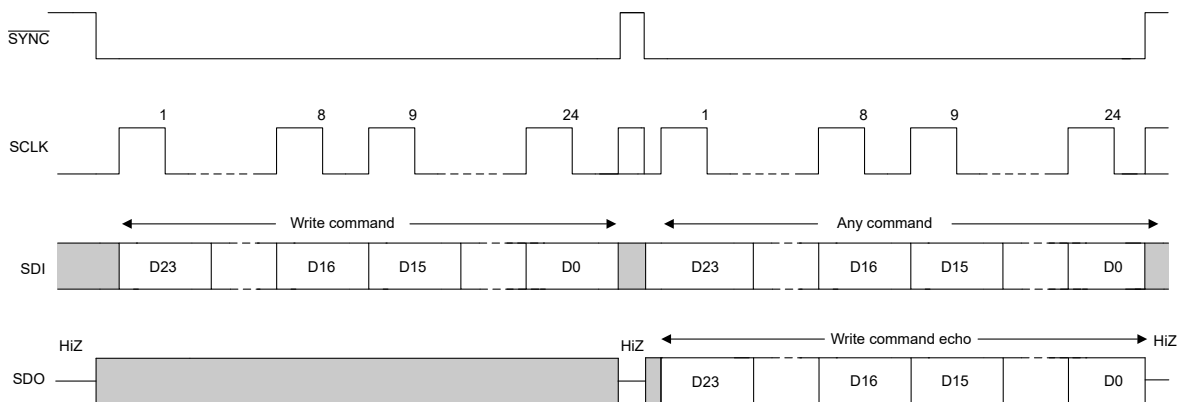 SYNC
1 8 9 24 1 8 9 24
SCLK
Write command Any command
SDI D23 D16 D15 D0 D23 D16 D15 D0
HiZ HiZ Write command echo HiZ
SDO D23 D16 D15 D0